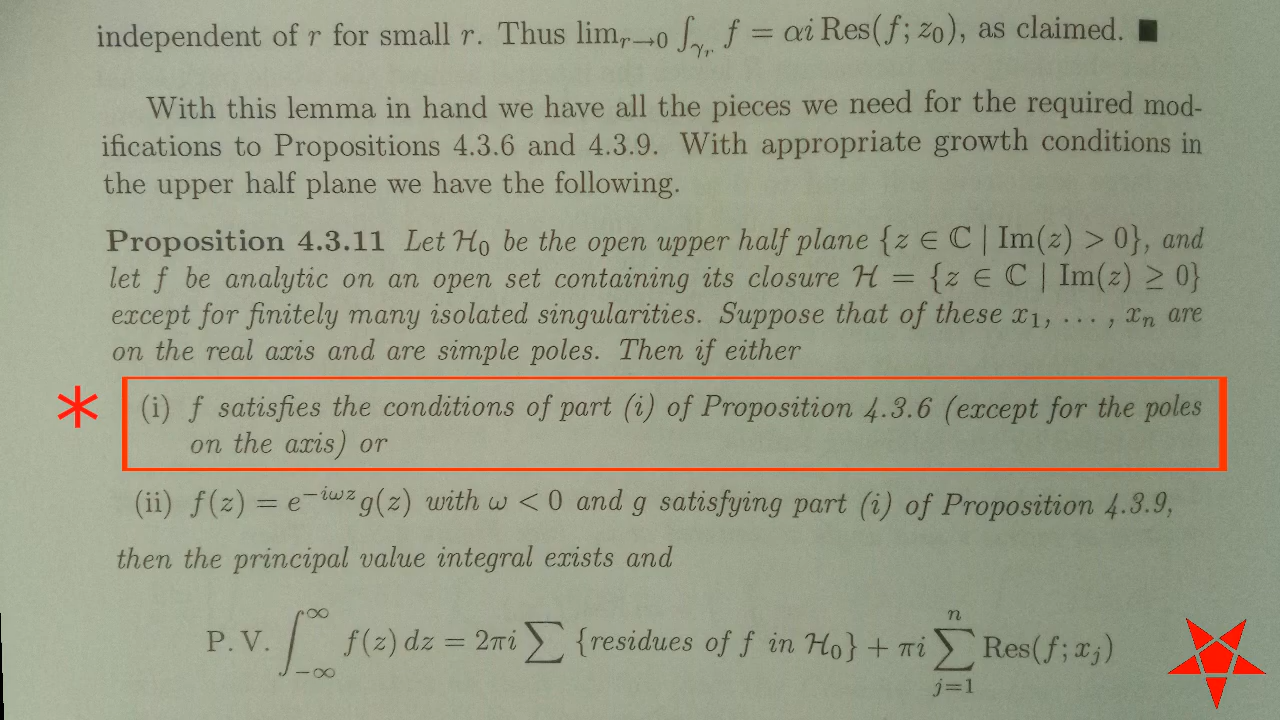 independent of r for small r. Thus lim_{r→0} ∫_{γ_r} f = αi Res(f; z₀), as claimed. ■
With this lemma in hand we have all the pieces we need for the required mod-
ifications to Propositions 4.3.6 and 4.3.9. With appropriate growth conditions in
the upper half plane we have the following.
Proposition 4.3.11 Let ℋ₀ be the open upper half plane {z ∈ ℂ | Im(z) > 0}, and
let f be analytic on an open set containing its closure ℋ = {z ∈ ℂ | Im(z) ≥ 0}
except for finitely many isolated singularities. Suppose that of these x₁, ... , xₙ are
on the real axis and are simple poles. Then if either
* (i) f satisfies the conditions of part (i) of Proposition 4.3.6 (except for the poles
on the axis) or
(ii) f(z) = e^{−iωz}g(z) with ω < 0 and g satisfying part (i) of Proposition 4.3.9,
then the principal value integral exists and
P. V. ∫_{−∞}^{∞} f(z) dz = 2πi ∑ {residues of f in ℋ₀} + πi ∑_{j=1}^{n} Res(f; x_j)